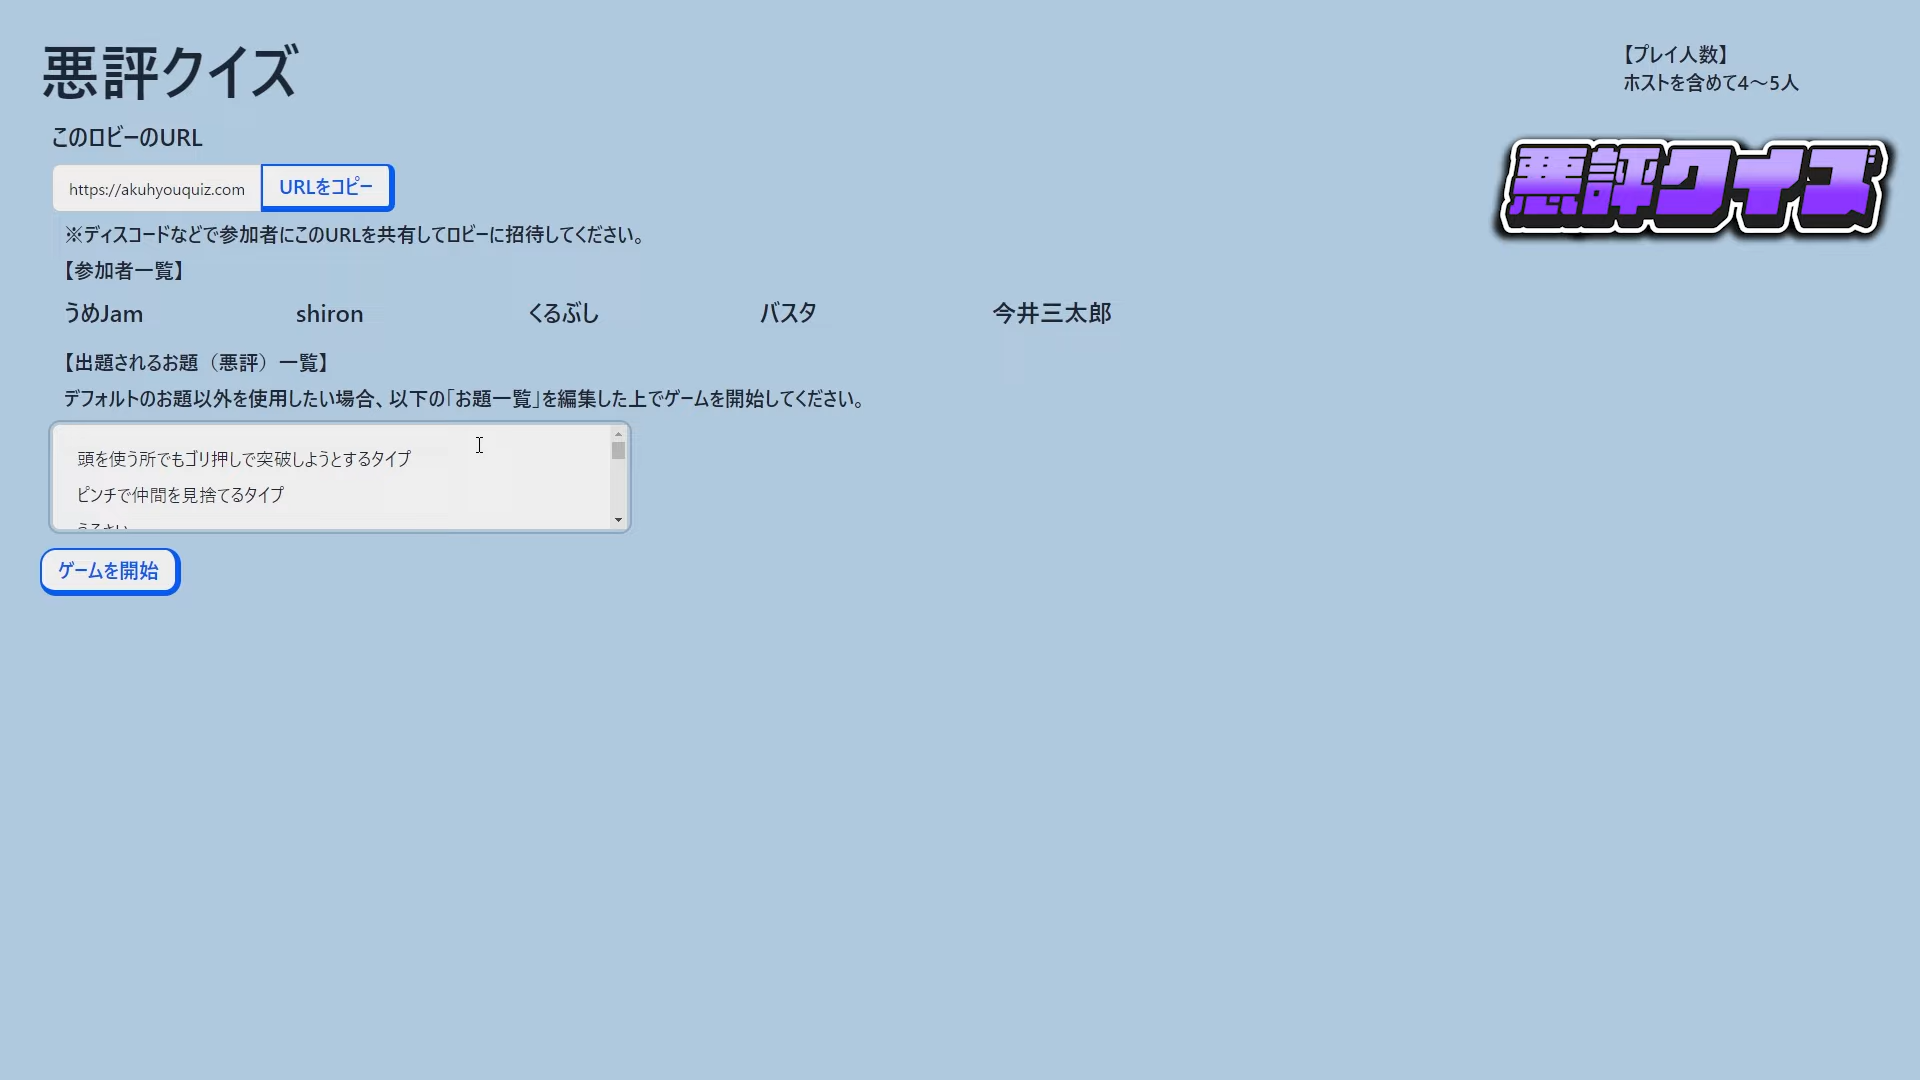 悪評クイズ
【プレイ人数】
ホストを含めて4～5人
このロビーのURL
https://akuhyouquiz.com
URLをコピー
悪評クイズ
※ディスコードなどで参加者にこのURLを共有してロビーに招待してください。
【参加者一覧】
うめJam shiron くるぶし バスタ 今井三太郎
【出題されるお題（悪評）一覧】
デフォルトのお題以外を使用したい場合、以下の「お題一覧」を編集した上でゲームを開始してください。
頭を使う所でもゴリ押しで突破しようとするタイプ
ピンチで仲間を見捨てるタイプ
うるさい
ゲームを開始